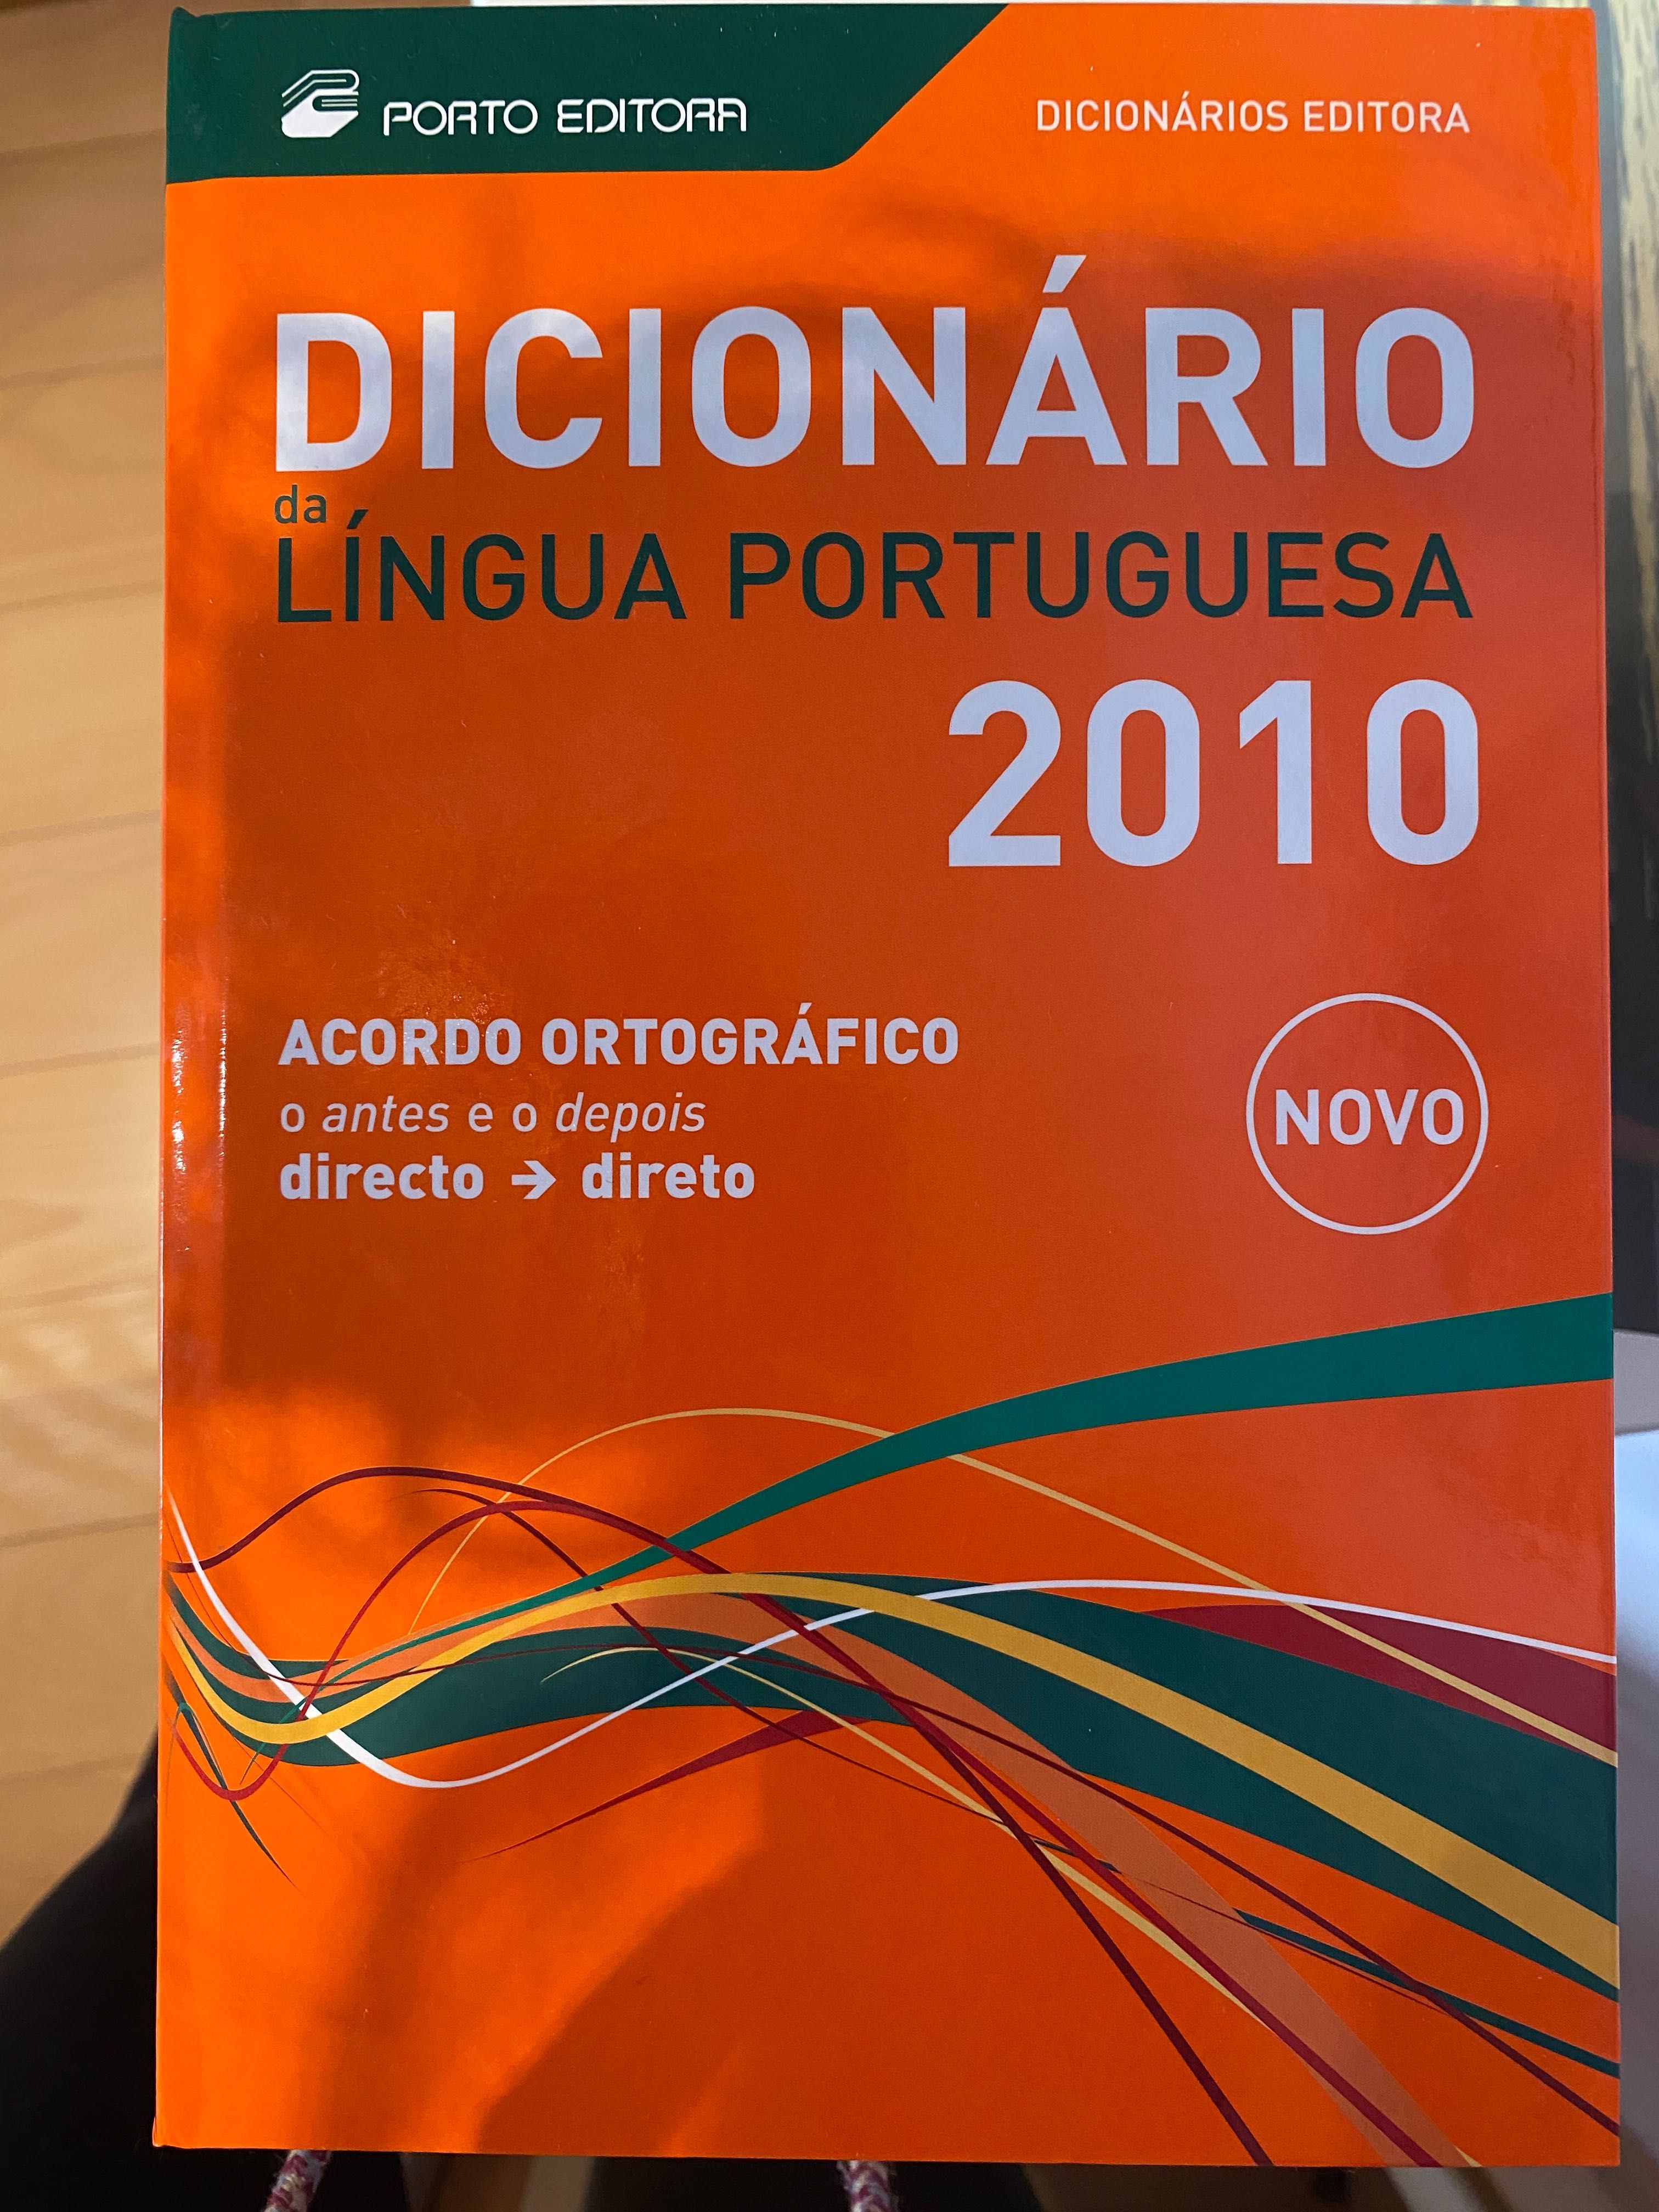 PORTO EDITORA
DICIONÁRIOS EDITORA
DICIONÁRIO
da
LÍNGUA PORTUGUESA
2010
ACORDO ORTOGRÁFICO
o antes e o depois
directo → direto
NOVO